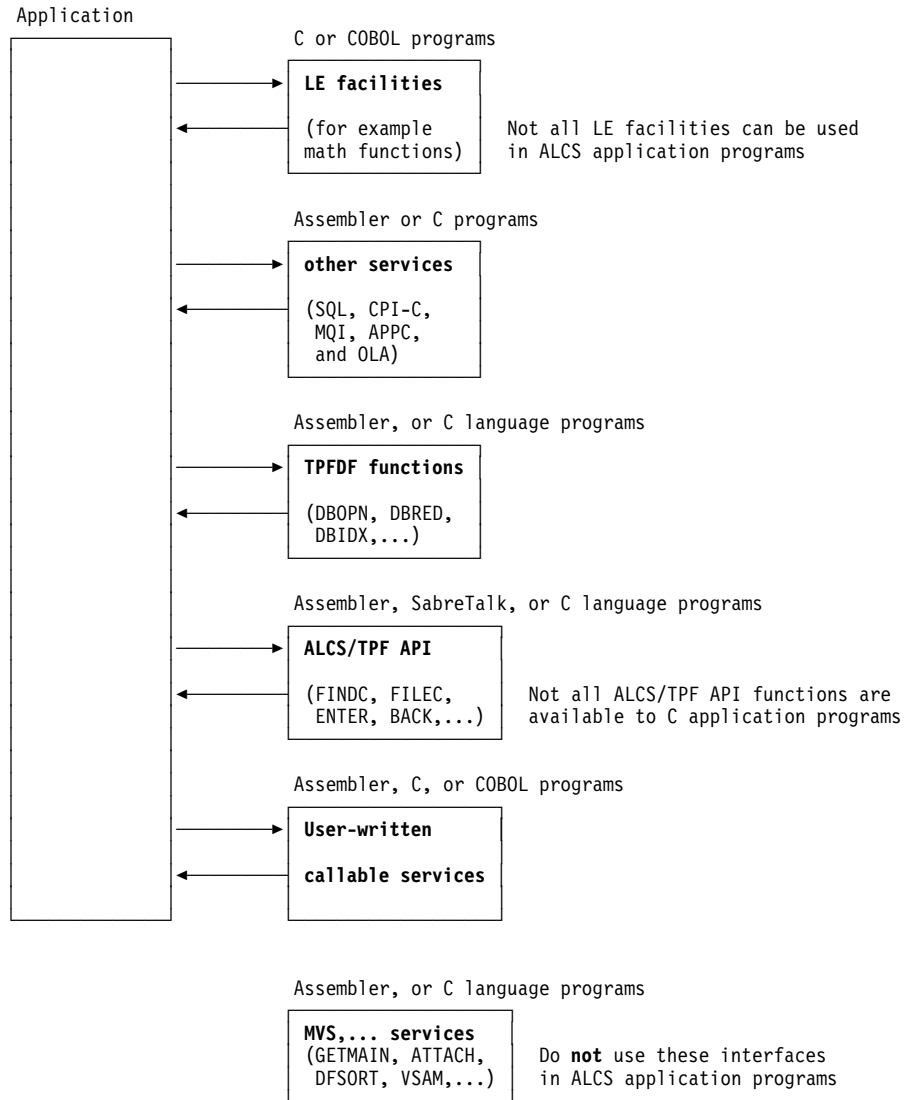 Application
C or COBOL programs
LE facilities
(for example
math functions)
Not all LE facilities can be used
in ALCS application programs
Assembler or C programs
other services
(SQL, CPI-C,
MQI, APPC,
and OLA)
Assembler, or C language programs
TPFDF functions
(DBOPN, DBRED,
DBIDX,...)
Assembler, SabreTalk, or C language programs
ALCS/TPF API
(FINDC, FILEC,
ENTER, BACK,...)
Not all ALCS/TPF API functions are
available to C application programs
Assembler, C, or COBOL programs
User-written
callable services
Assembler, or C language programs
MVS,... services
(GETMAIN, ATTACH,
DFSORT, VSAM,...)
Do not use these interfaces
in ALCS application programs